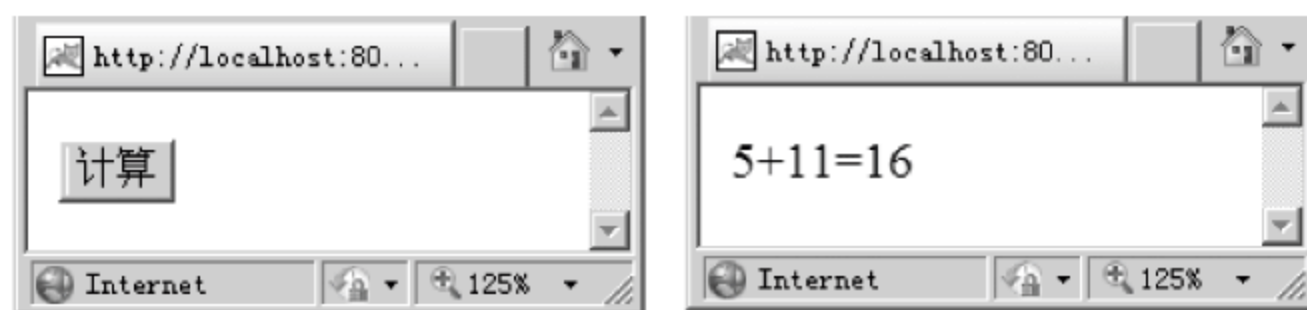 http://localhost:80...
计算
Internet
125%
http://localhost:80...
5+11=16
Internet
125%